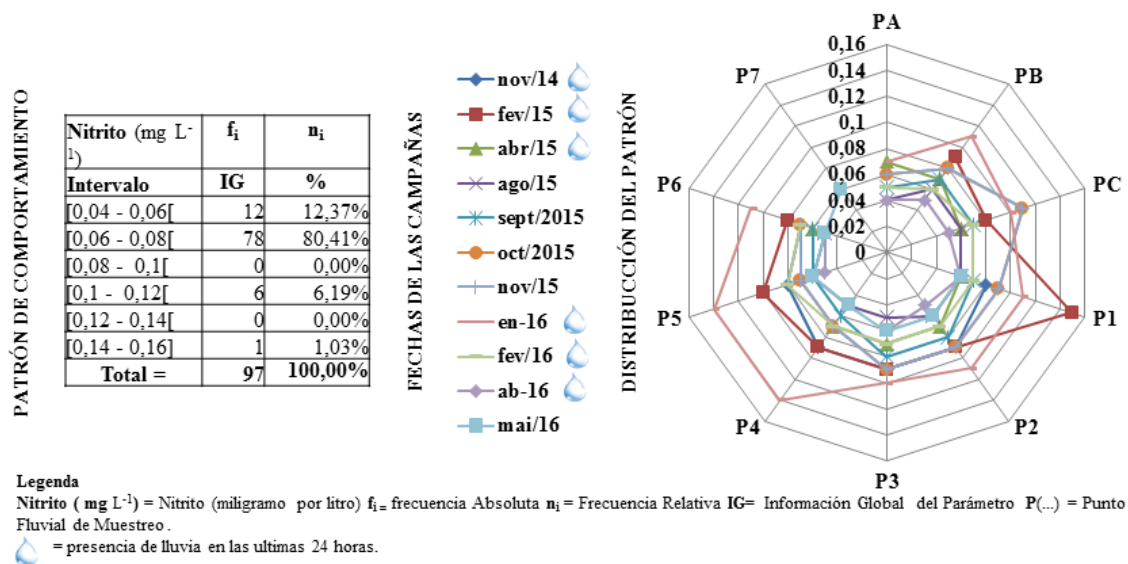 PATRÓN DE COMPORTAMIENTO
Nitrito (mg L-
1) fi ni
Intervalo IG %
[0,04 - 0,06[ 12 12,37%
[0,06 - 0,08[ 78 80,41%
[0,08 - 0,1[ 0 0,00%
[0,1 - 0,12[ 6 6,19%
[0,12 - 0,14[ 0 0,00%
[0,14 - 0,16] 1 1,03%
Total = 97 100,00%
FECHAS DE LAS CAMPAÑAS
nov/14
fev/15
abr/15
ago/15
sept/2015
oct/2015
nov/15
en-16
fev/16
ab-16
mai/16
DISTRIBUCCIÓN DEL PATRÓN
PA
PB
PC
P1
P2
P3
P4
P5
P6
P7
0,16
0,14
0,12
0,1
0,08
0,06
0,04
0,02
0
Legenda
Nitrito ( mg L-1) = Nitrito (miligramo por litro) fi = frecuencia Absoluta ni = Frecuencia Relativa IG= Información Global del Parámetro P(...) = Punto
Fluvial de Muestreo.
= presencia de lluvia en las ultimas 24 horas.